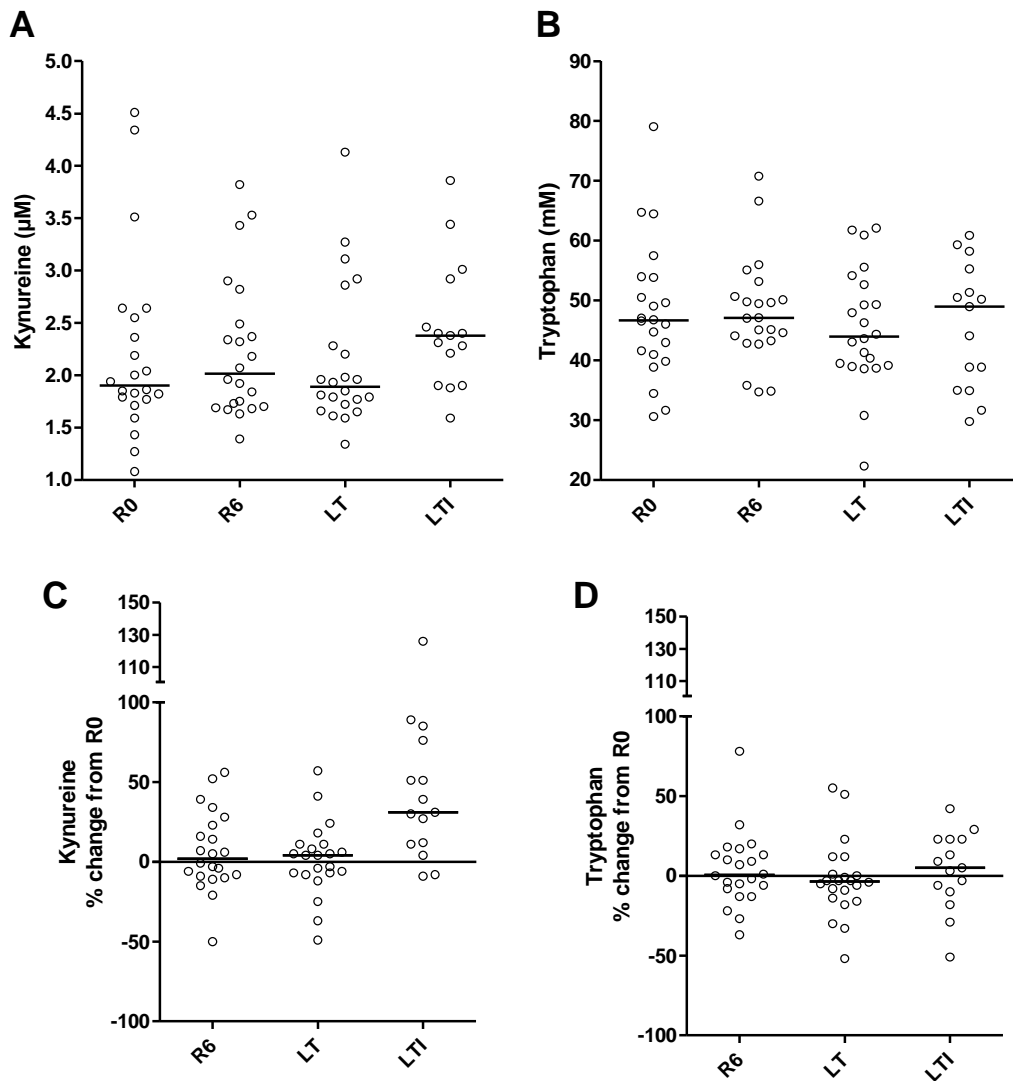 A
Kynureine (µM)
5.0
4.5
4.0
3.5
3.0
2.5
2.0
1.5
1.0
R0
R6
LT
LTI
B
Tryptophan (mM)
90
80
70
60
50
40
30
20
R0
R6
LT
LTI
C
Kynureine
% change from R0
150
130
110
100
50
0
-50
-100
R6
LT
LTI
D
Tryptophan
% change from R0
150
130
110
100
50
0
-50
-100
R6
LT
LTI